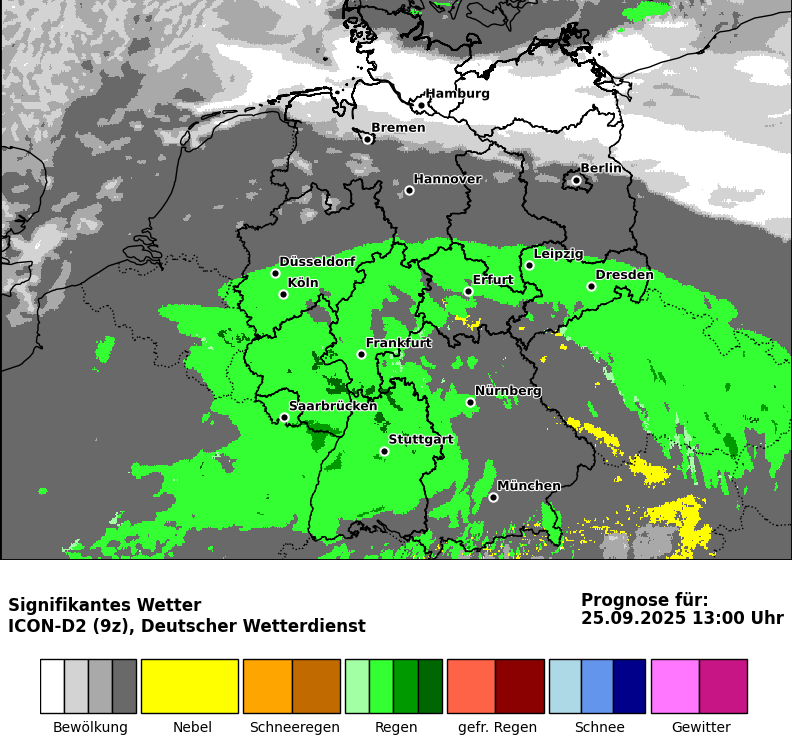 Hamburg
Bremen
Berlin
Hannover
Leipzig
Düsseldorf
Dresden
Köln
Erfurt
Frankfurt
Nürnberg
Saarbrücken
Stuttgart
München
Signifikantes Wetter
ICON-D2 (9z), Deutscher Wetterdienst
Prognose für:
25.09.2025 13:00 Uhr
Bewölkung Nebel Schneeregen Regen gefr. Regen Schnee Gewitter